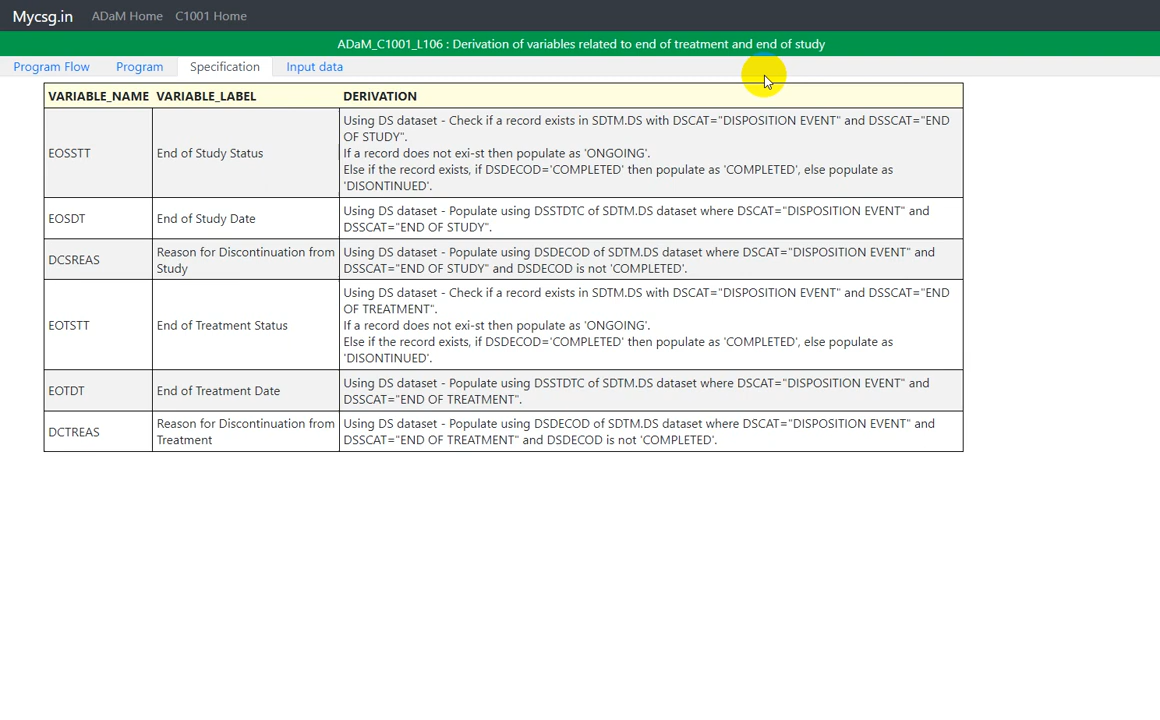 Mycsg.in ADaM Home C1001 Home
ADaM_C1001_L106 : Derivation of variables related to end of treatment and end of study
Program Flow Program Specification Input data
VARIABLE_NAME VARIABLE_LABEL DERIVATION
EOSSTT End of Study Status
Using DS dataset - Check if a record exists in SDTM.DS with DSCAT="DISPOSITION EVENT" and DSSCAT="END
OF STUDY".
If a record does not exi-st then populate as 'ONGOING'.
Else if the record exists, if DSDECOD='COMPLETED' then populate as 'COMPLETED', else populate as
'DISONTINUED'.
EOSDT End of Study Date
Using DS dataset - Populate using DSSTDTC of SDTM.DS dataset where DSCAT="DISPOSITION EVENT" and
DSSCAT="END OF STUDY".
DCSREAS
Reason for Discontinuation from
Study
Using DS dataset - Populate using DSDECOD of SDTM.DS dataset where DSCAT="DISPOSITION EVENT" and
DSSCAT="END OF STUDY" and DSDECOD is not 'COMPLETED'.
EOTSTT End of Treatment Status
Using DS dataset - Check if a record exists in SDTM.DS with DSCAT="DISPOSITION EVENT" and DSSCAT="END
OF TREATMENT".
If a record does not exi-st then populate as 'ONGOING'.
Else if the record exists, if DSDECOD='COMPLETED' then populate as 'COMPLETED', else populate as
'DISONTINUED'.
EOTDT End of Treatment Date
Using DS dataset - Populate using DSSTDTC of SDTM.DS dataset where DSCAT="DISPOSITION EVENT" and
DSSCAT="END OF TREATMENT".
DCTREAS
Reason for Discontinuation from
Treatment
Using DS dataset - Populate using DSDECOD of SDTM.DS dataset where DSCAT="DISPOSITION EVENT" and
DSSCAT="END OF TREATMENT" and DSDECOD is not 'COMPLETED'.